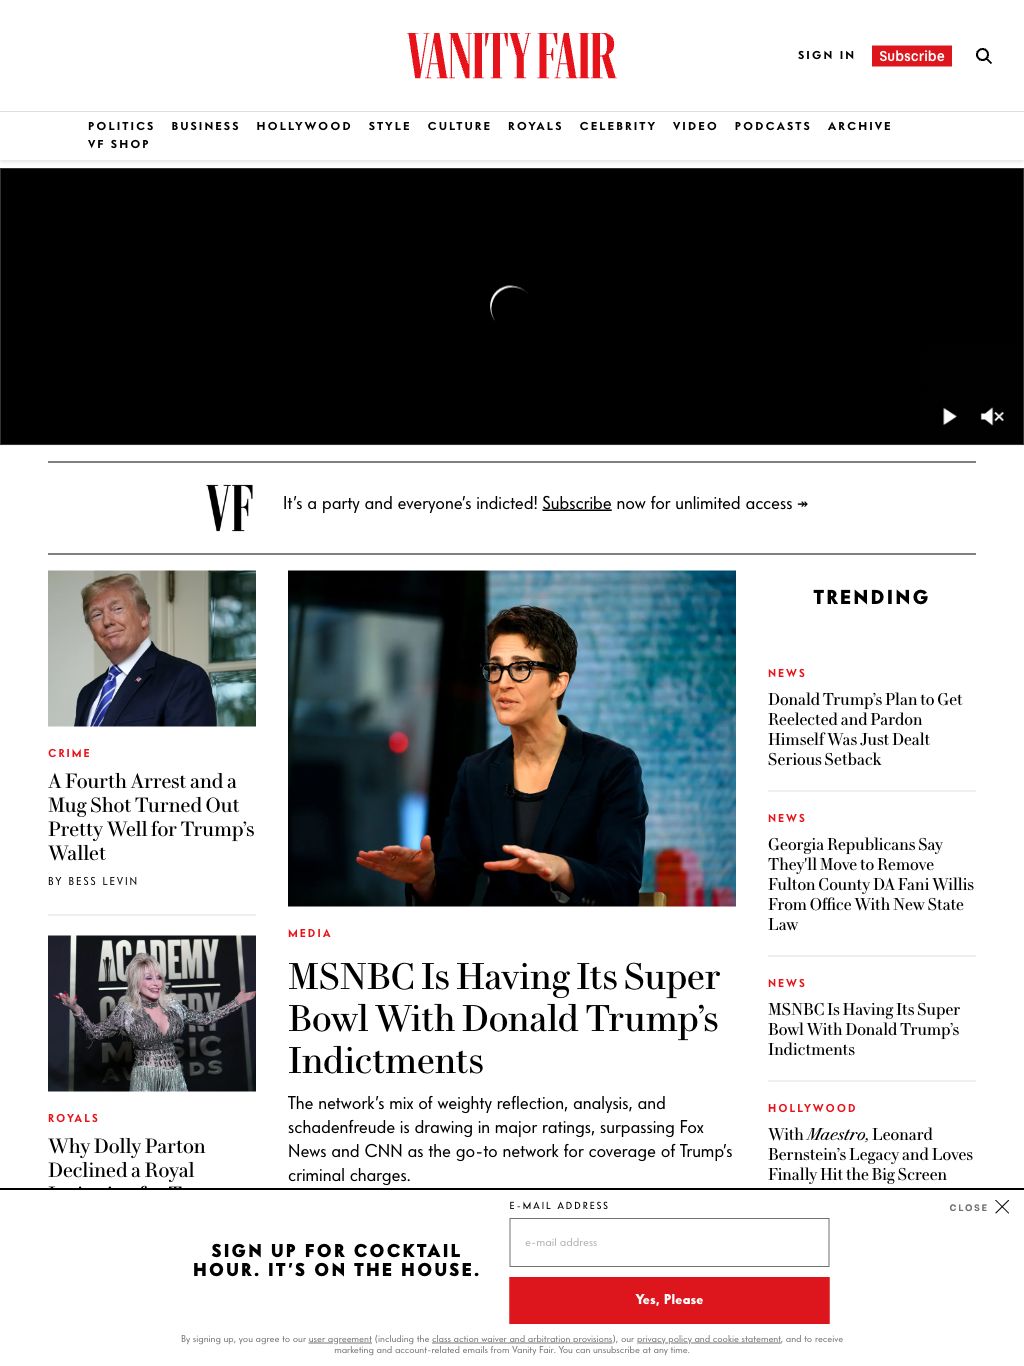 VANITY FAIR
SIGN IN
Subscribe
POLITICS BUSINESS HOLLYWOOD STYLE CULTURE ROYALS CELEBRITY VIDEO PODCASTS ARCHIVE
VF SHOP
VF
It's a party and everyone's indicted! Subscribe now for unlimited access ↠
CRIME
A Fourth Arrest and a
Mug Shot Turned Out
Pretty Well for Trump's
Wallet
BY BESS LEVIN
ACADEMY
COUNTRY
MUSIC
AWARDS
ROYALS
Why Dolly Parton
Declined a Royal
MEDIA
MSNBC Is Having Its Super
Bowl With Donald Trump's
Indictments
The network's mix of weighty reflection, analysis, and
schadenfreude is drawing in major ratings, surpassing Fox
News and CNN as the go-to network for coverage of Trump's
criminal charges.
TRENDING
NEWS
Donald Trump's Plan to Get
Reelected and Pardon
Himself Was Just Dealt
Serious Setback
NEWS
Georgia Republicans Say
They'll Move to Remove
Fulton County DA Fani Willis
From Office With New State
Law
NEWS
MSNBC Is Having Its Super
Bowl With Donald Trump's
Indictments
HOLLYWOOD
With Maestro, Leonard
Bernstein's Legacy and Loves
Finally Hit the Big Screen
CLOSE
SIGN UP FOR COCKTAIL
HOUR. IT'S ON THE HOUSE.
E-MAIL ADDRESS
e-mail address
Yes, Please
By signing up, you agree to our user agreement (including the class action waiver and arbitration provisions), our privacy policy and cookie statement, and to receive
marketing and account-related emails from Vanity Fair. You can unsubscribe at any time.